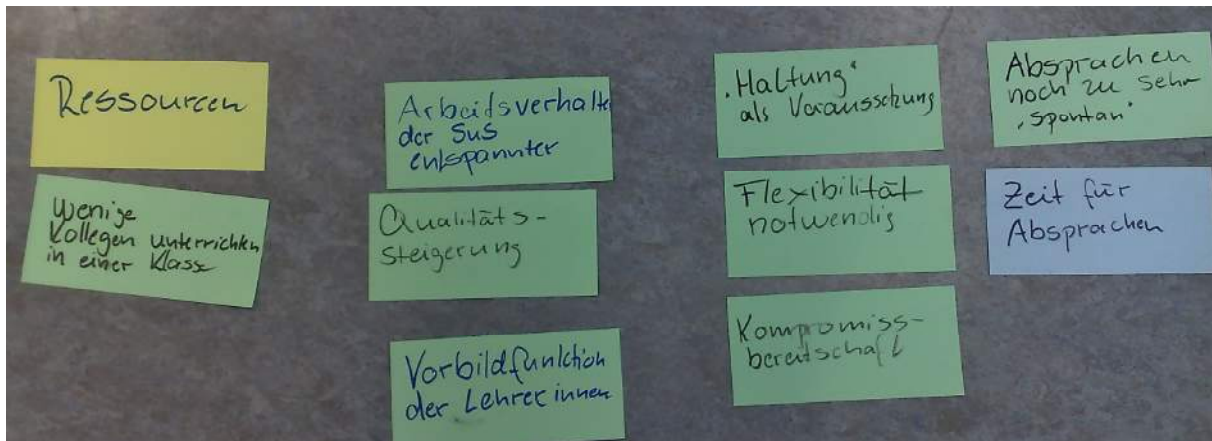 Ressourcen
Wenige
Kollegen unterrichten
in einer Klasse
Arbeitsverhalte
der SuS
entspannter
Qualitäts-
steigerung
Vorbildfunktion
der Lehrer innen
"Haltung"
als Voraussetzung
Flexibilität
notwendig
Kompromiss-
bereitschaft
Absprachen
noch zu sehr
"spontan"
Zeit für
Absprachen